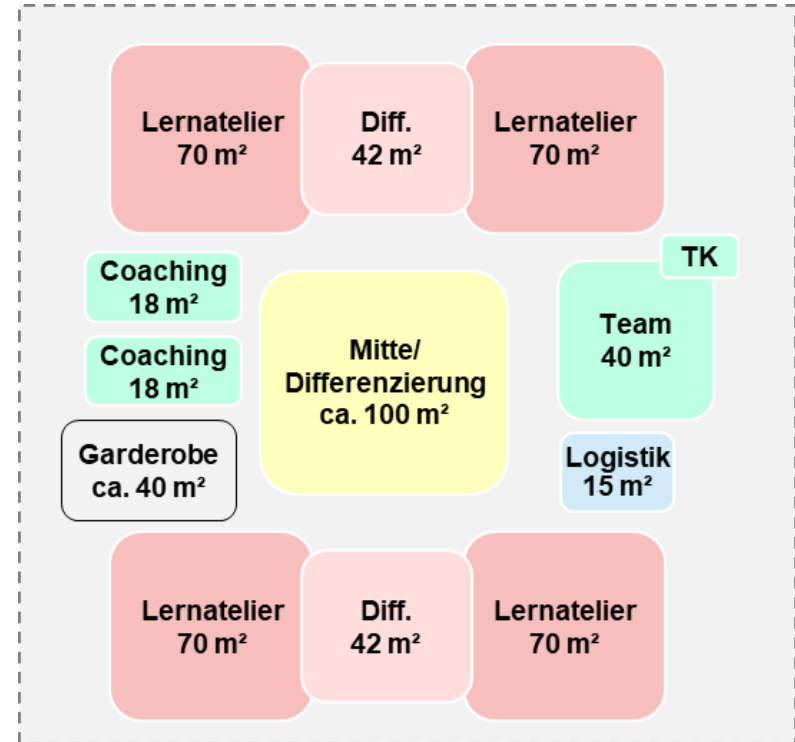 Lernatelier
70 m²
Diff.
42 m²
Lernatelier
70 m²
Coaching
18 m²
Coaching
18 m²
Garderobe
ca. 40 m²
Mitte/
Differenzierung
ca. 100 m²
TK
Team
40 m²
Logistik
15 m²
Lernatelier
70 m²
Diff.
42 m²
Lernatelier
70 m²